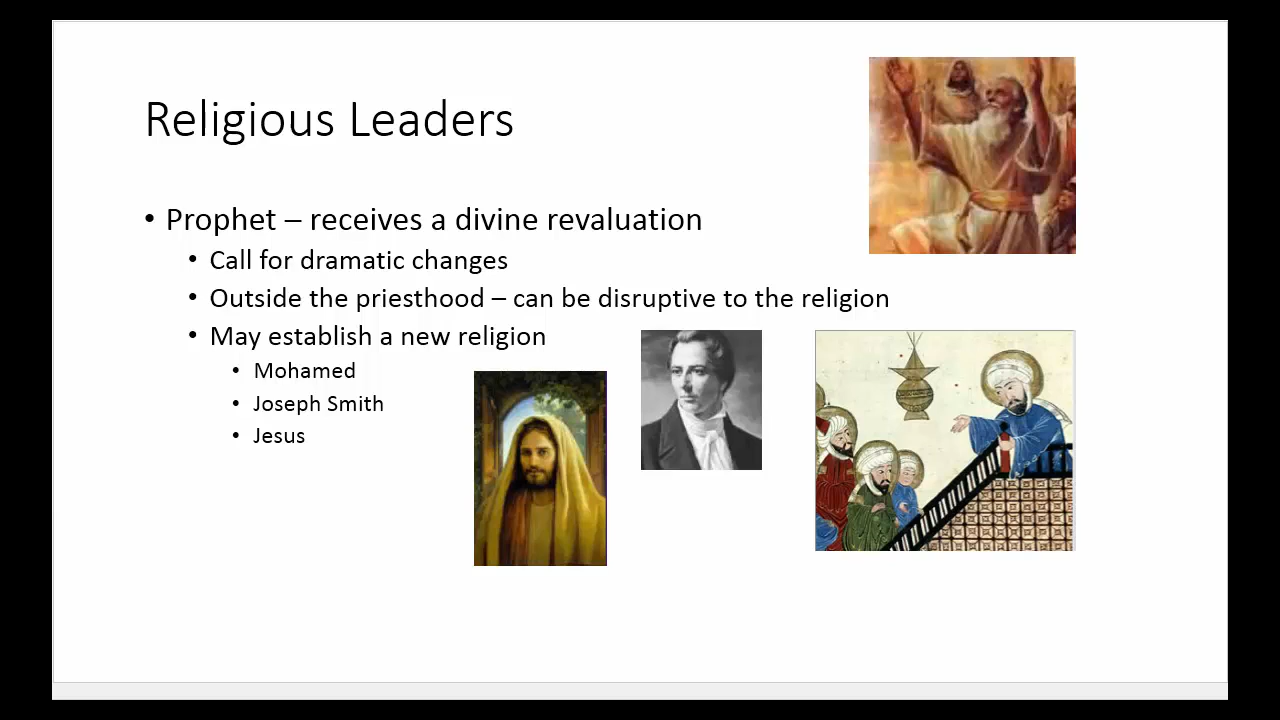 Religious Leaders
• Prophet – receives a divine revaluation
• Call for dramatic changes
• Outside the priesthood – can be disruptive to the religion
• May establish a new religion
• Mohamed
• Joseph Smith
• Jesus